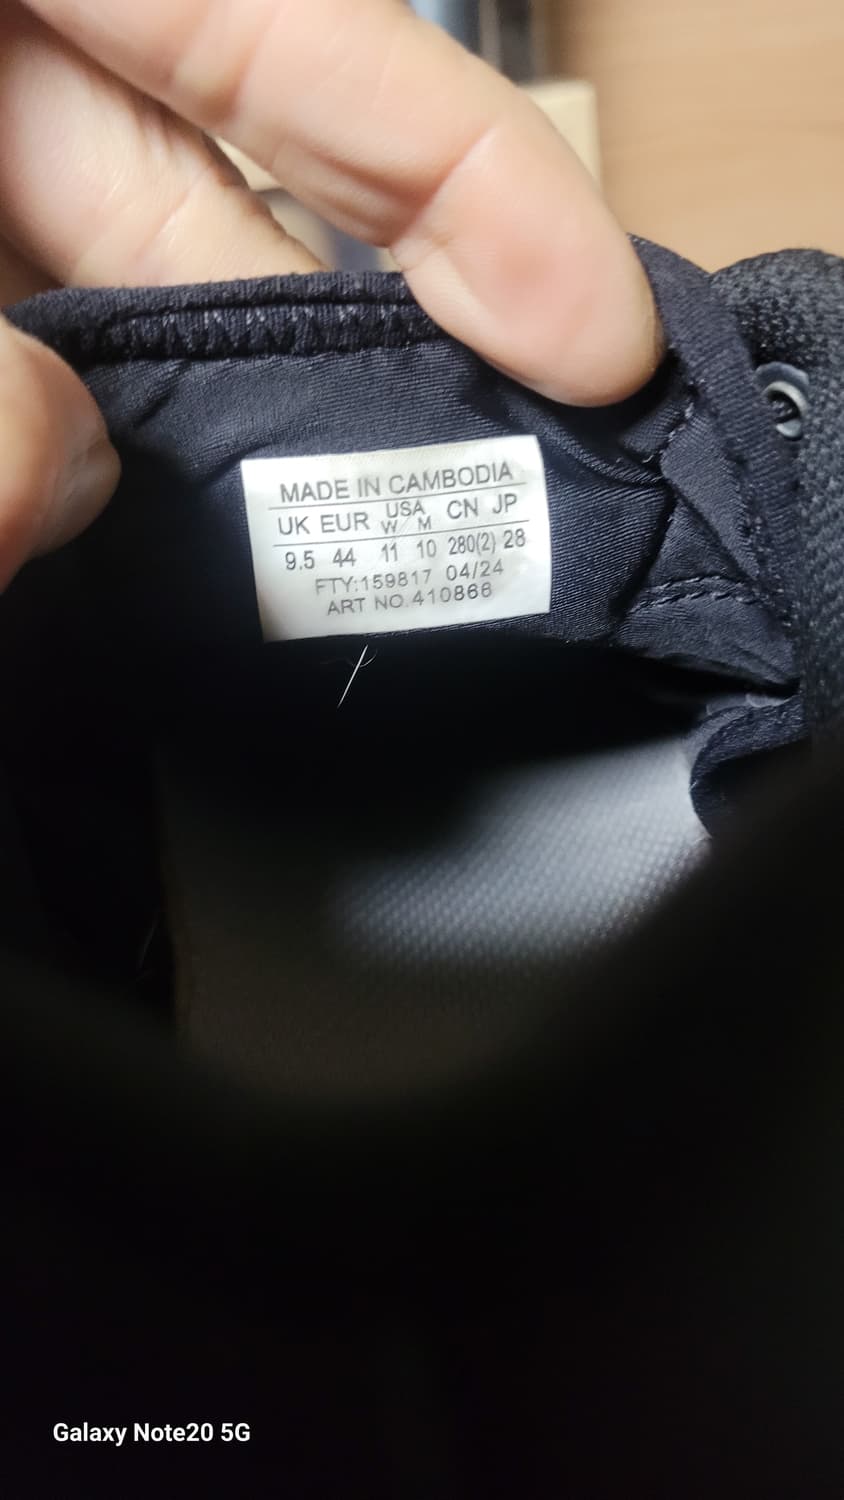 MADE IN CAMBODIA
UK EUR USA W M CN JP
9.5 44 11 10 280(2) 28
FTY:159817 04/24
ART NO.410866
Galaxy Note20 5G